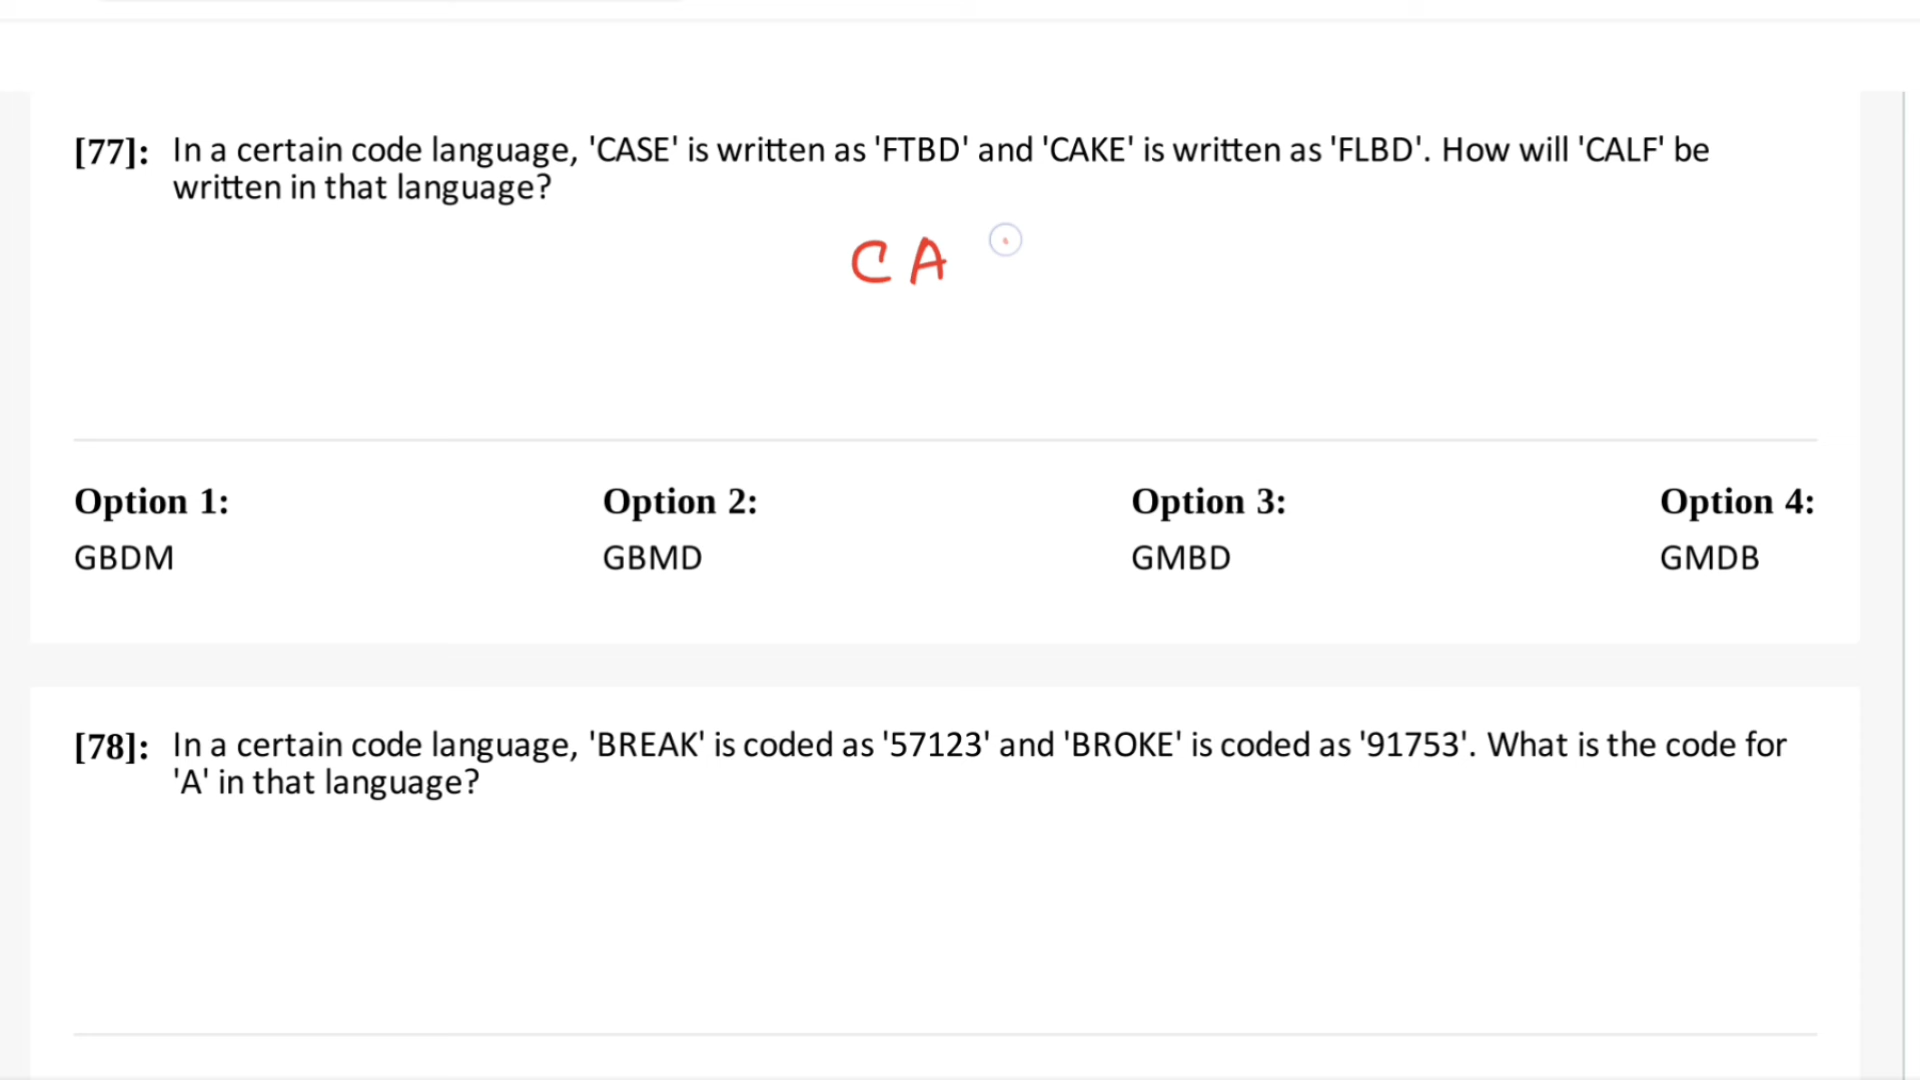 [77]: In a certain code language, 'CASE' is written as 'FTBD' and 'CAKE' is written as 'FLBD'. How will 'CALF' be
written in that language?
C A
Option 1: Option 2: Option 3: Option 4:
GBDM GBMD GMBD GMDB
[78]: In a certain code language, 'BREAK' is coded as '57123' and 'BROKE' is coded as '91753'. What is the code for
'A' in that language?